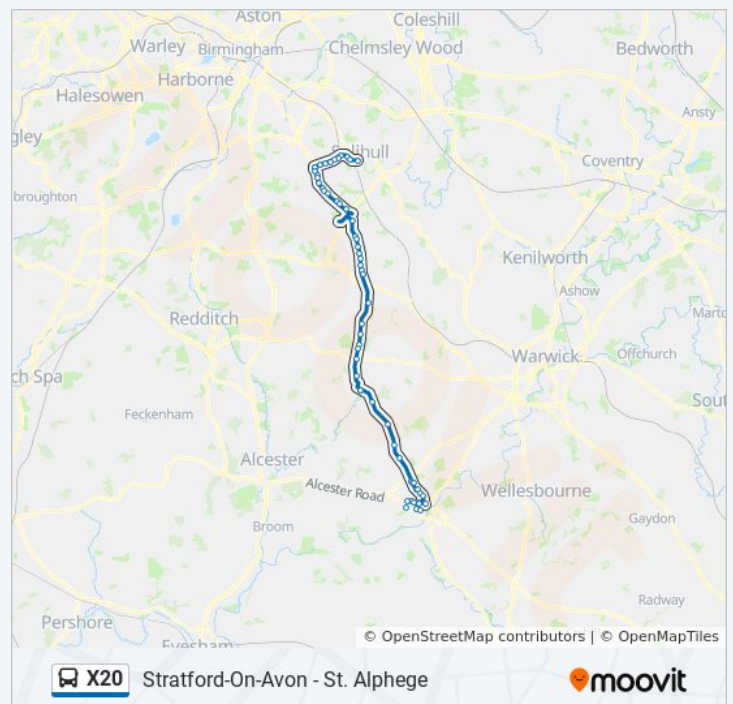 Aston
Coleshill
Warley
Birmingham
Chelmsley Wood
Bedworth
Harborne
Halesowen
Ansty
gley
Solihull
Coventry
broughton
Kenilworth
Ashow
Marto
Redditch
Warwick
Offchurch
ch Spa
Sout
Feckenham
Alcester
Alcester Road
Wellesbourne
Broom
Gaydon
Radway
Pershore
Evesham
© OpenStreetMap contributors | © OpenMapTiles
X20 Stratford-On-Avon - St. Alphege
moovit